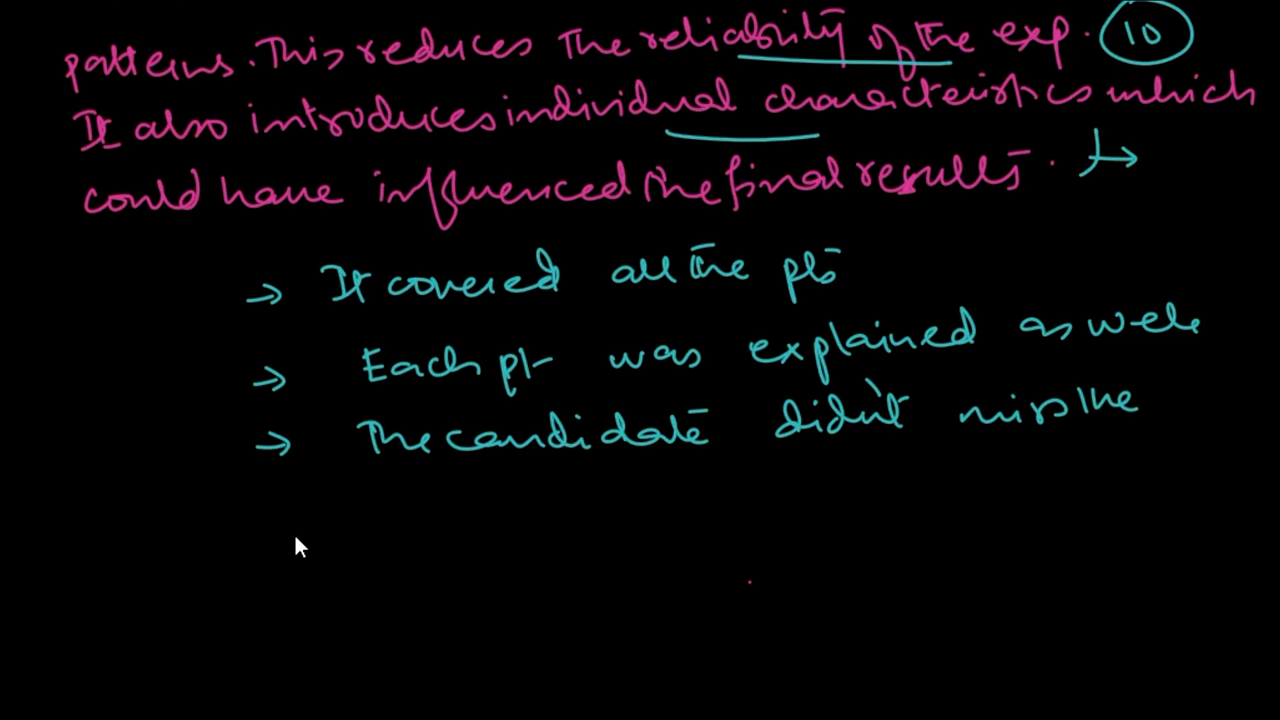 patterns. This reduces the reliability of the exp. 10
It also introduces individual characteristics which
could have influenced the final results.
→ It covered all the pts
→ Each pt was explained as well
→ The candidate didn't miss the